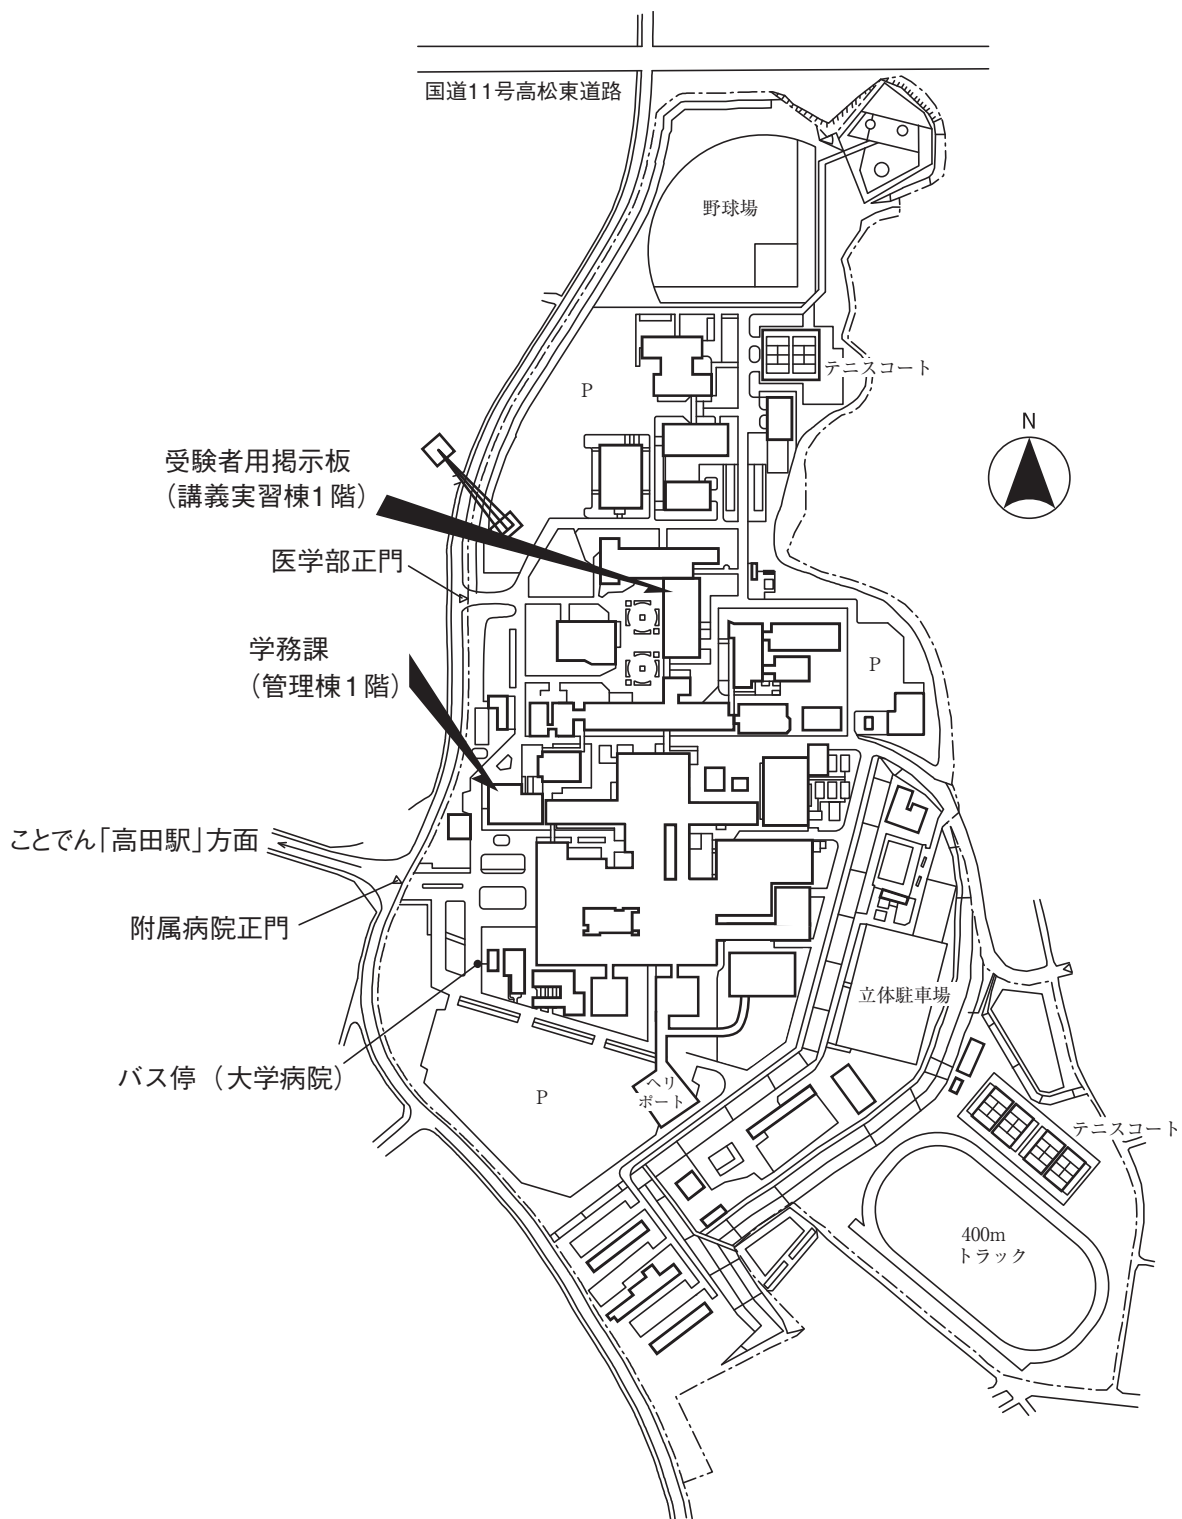 国道11号高松東道路
野球場
テニスコート
P
N
受験者用掲示板
（講義実習棟1階）
医学部正門
学務課
（管理棟1階）
P
ことでん「高田駅」方面
附属病院正門
立体駐車場
バス停（大学病院）
P
ヘリ
ポート
テニスコート
400m
トラック